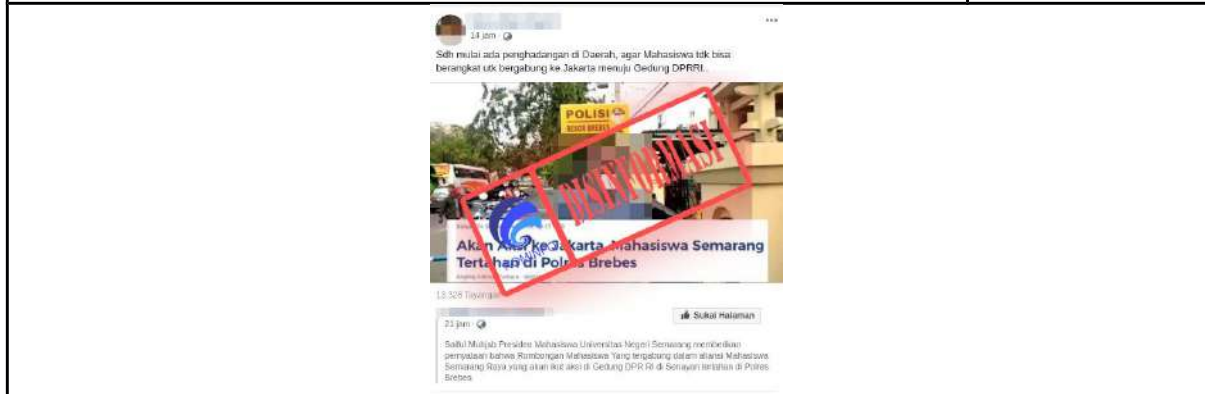 14 jam
Sdh mulai ada penghadangan di Daerah, agar Mahasiswa tdk bisa
berangkat utk bergabung ke Jakarta menuju Gedung DPRRI..
POLISI
RESOR BREBES
DISINFORMASI
KOMINFO
Akan Aksi ke Jakarta, Mahasiswa Semarang
Tertahan di Polres Brebes
13.328 Tayangan
21 jam
Sukai Halaman
Saiful Muhjab Presiden Mahasiswa Universitas Negeri Semarang memberikan
pernyataan bahwa Rombongan Mahasiswa Yang tergabung dalam aliansi Mahasiswa
Semarang Raya yang akan ikut aksi di Gedung DPR RI di Senayan tertahan di Polres
Brebes